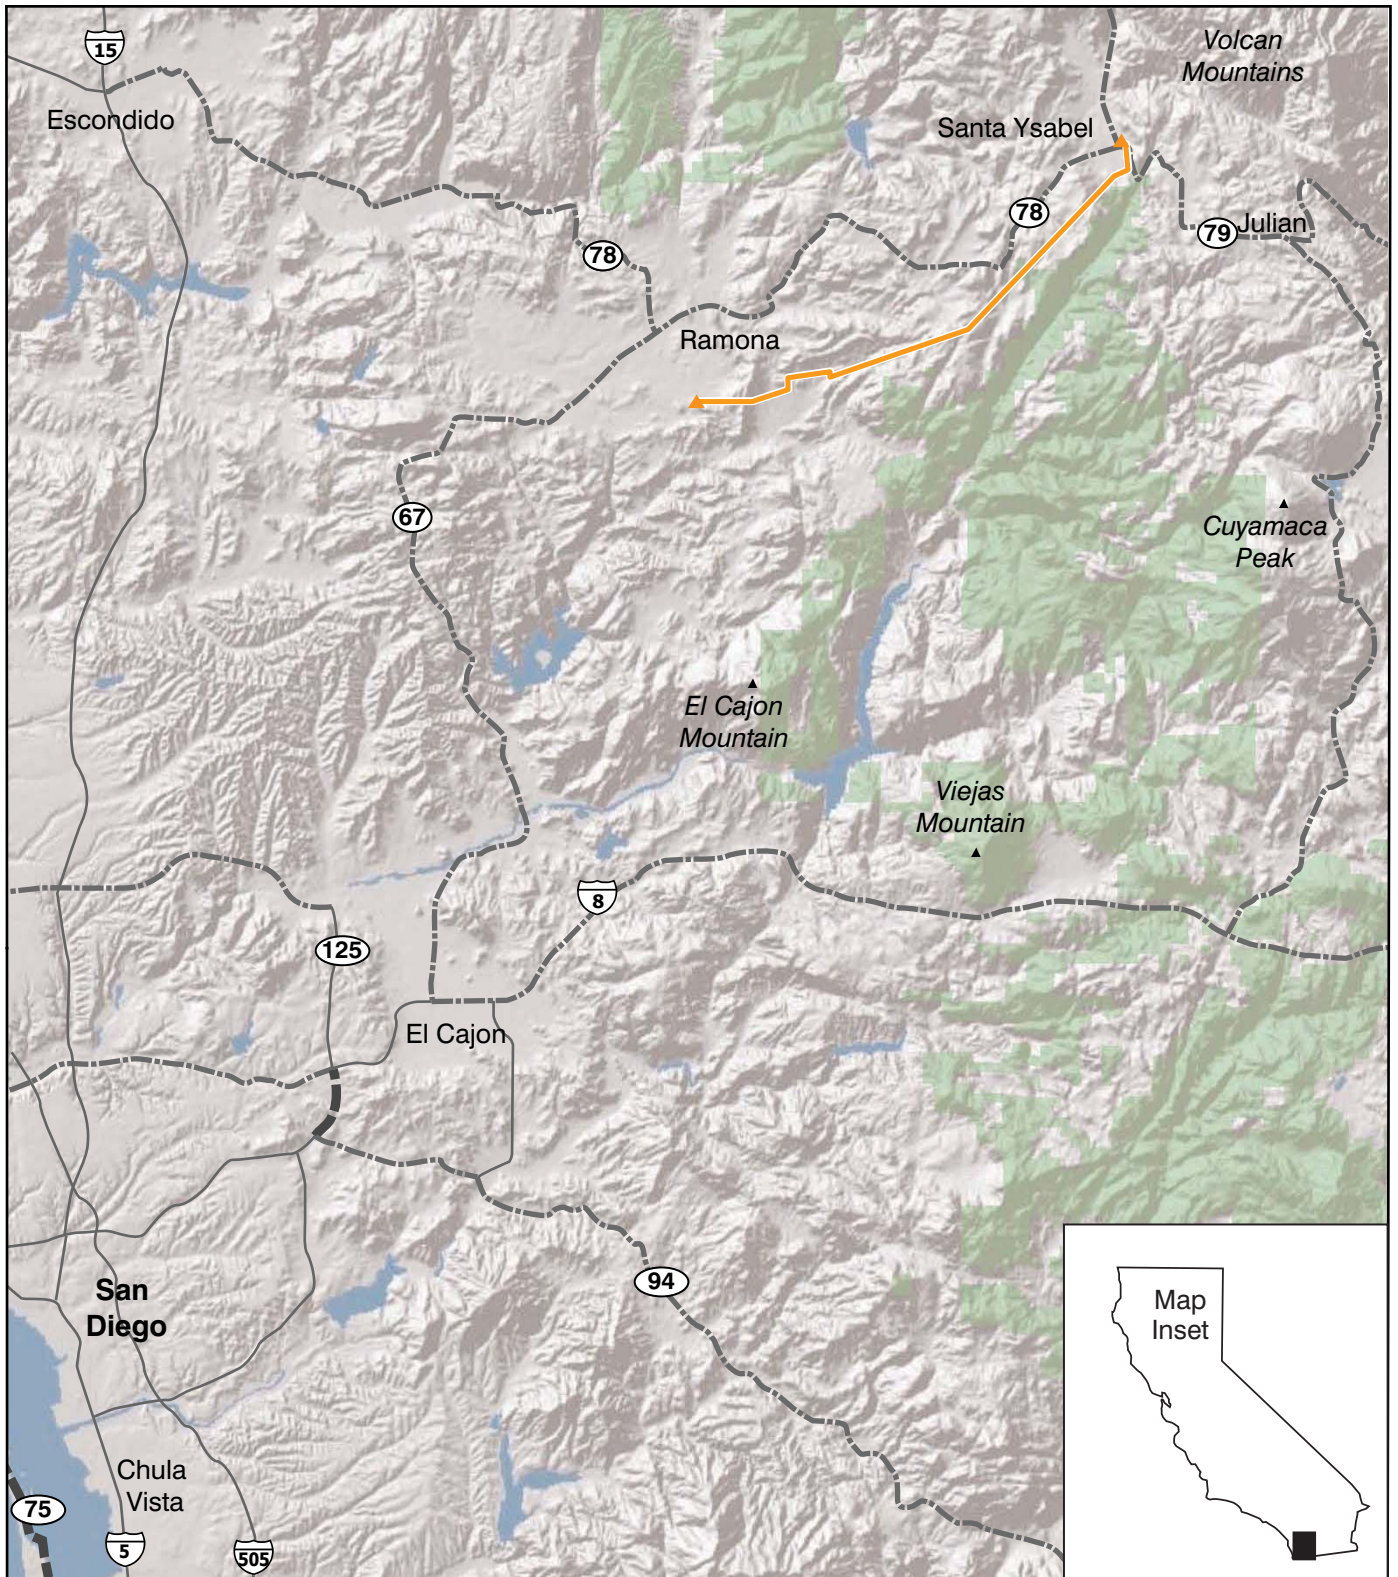 15
Volcan
Mountains
Escondido
Santa Ysabel
78
78
79
Julian
Ramona
67
Cuyamaca
Peak
El Cajon
Mountain
Viejas
Mountain
8
125
El Cajon
94
San
Diego
Map
Inset
Chula
Vista
75
5
505